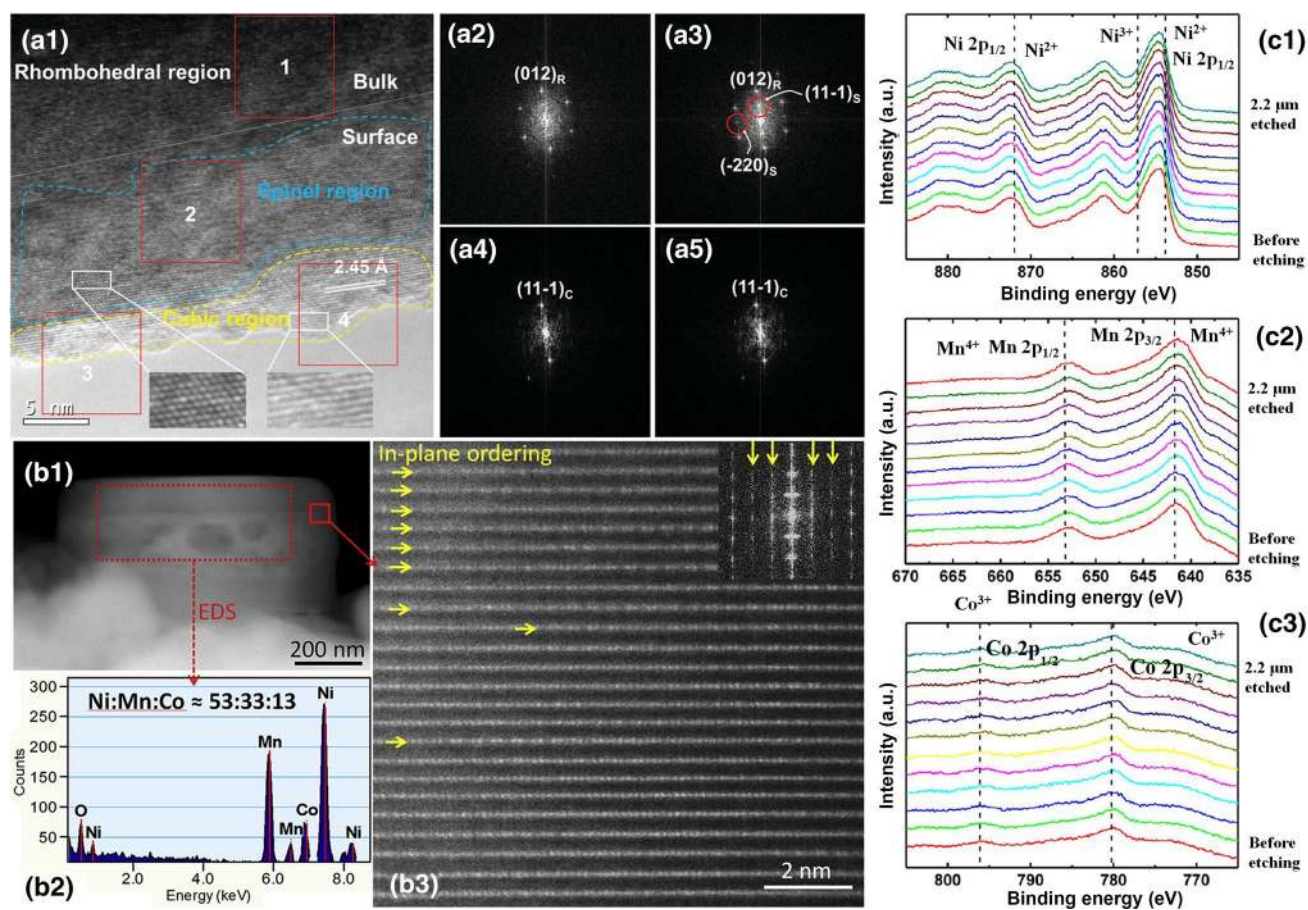 (a1)
Rhombohedral region
1
Bulk
Surface
Spinel region
2
2.45 Å
Cubic region
4
3
5 nm
(a2)
(012)R
(a3)
(012)R
(11-1)S
(-220)S
(a4)
(11-1)C
(a5)
(11-1)C
(b1)
EDS
200 nm
Ni:Mn:Co ≈ 53:33:13
300
250
200
150
100
50
Counts
O
Ni
Mn
Mn
Co
Ni
Ni
2.0
4.0
6.0
8.0
Energy (keV)
(b2)
In-plane ordering
(b3)
2 nm
(c1)
Ni 2p1/2
Ni2+
Ni3+
Ni2+
Ni 2p1/2
2.2 μm
etched
Before
etching
Intensity (a.u.)
880
870
860
850
Binding energy (eV)
(c2)
Mn4+
Mn 2p1/2
Mn 2p3/2
Mn4+
2.2 μm
etched
Before
etching
Intensity (a.u.)
670
665
660
655
650
645
640
635
Binding energy (eV)
(c3)
Co3+
Co 2p1/2
Co3+
Co 2p3/2
2.2 μm
etched
Before
etching
Intensity (a.u.)
800
790
780
770
Binding energy (eV)